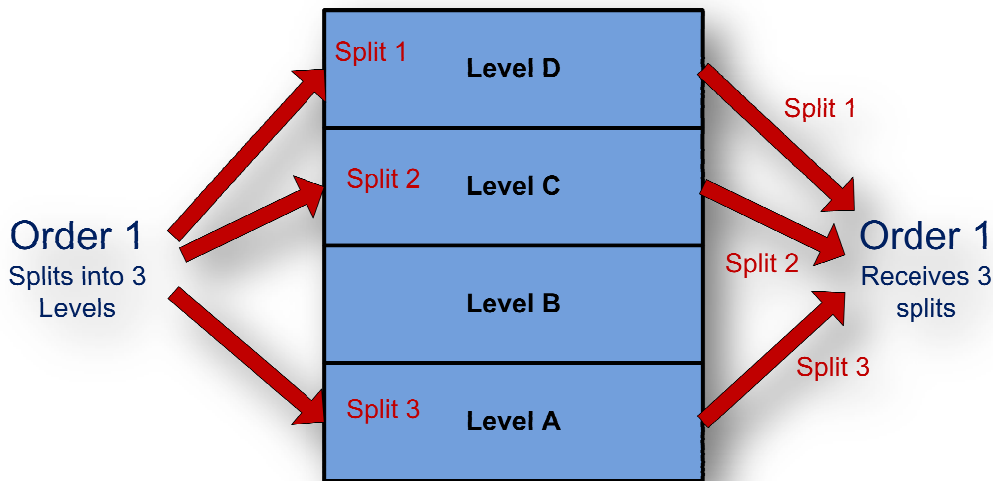 Split 1
Level D
Split 1
Split 2
Level C
Order 1
Splits into 3
Levels
Order 1
Receives 3
splits
Split 2
Level B
Split 3
Split 3
Level A